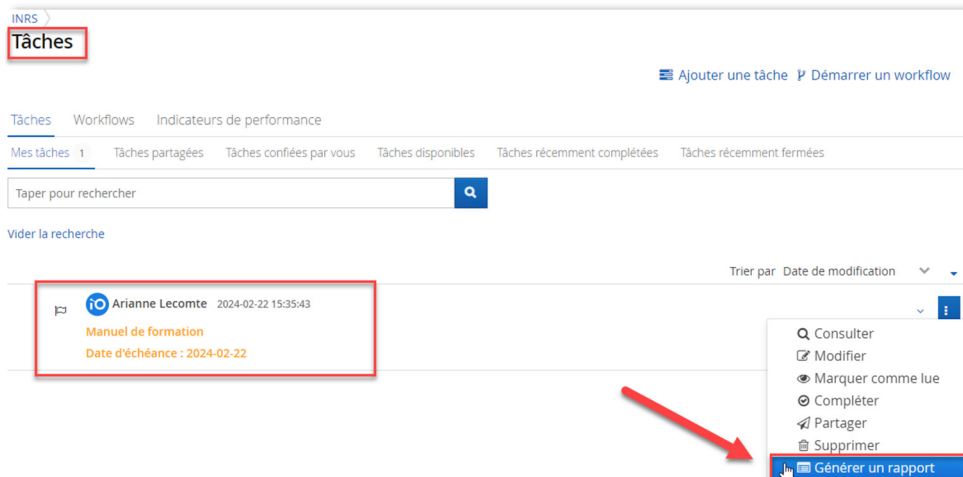 INRS
Tâches
Ajouter une tâche Démarrer un workflow
Tâches Workflows Indicateurs de performance
Mes tâches 1 Tâches partagées Tâches confiées par vous Tâches disponibles Tâches récemment complétées Tâches récemment fermées
Taper pour rechercher
Vider la recherche
Trier par Date de modification
iO Arianne Lecomte 2024-02-22 15:35:43
Manuel de formation
Date d'échéance : 2024-02-22
Consulter
Modifier
Marquer comme lue
Compléter
Partager
Supprimer
Générer un rapport